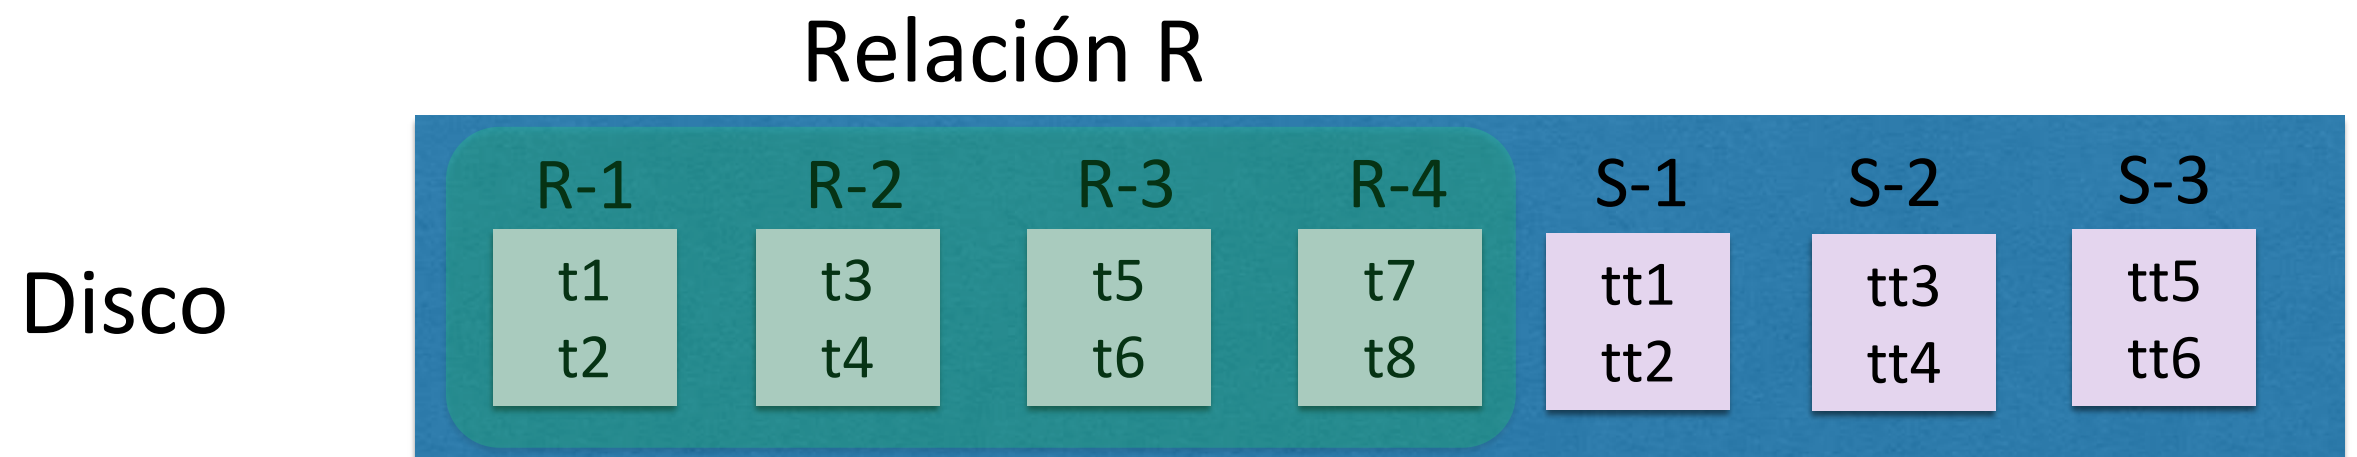 Relación R
Disco
R-1 R-2 R-3 R-4 S-1 S-2 S-3
t1 t3 t5 t7 tt1 tt3 tt5
t2 t4 t6 t8 tt2 tt4 tt6